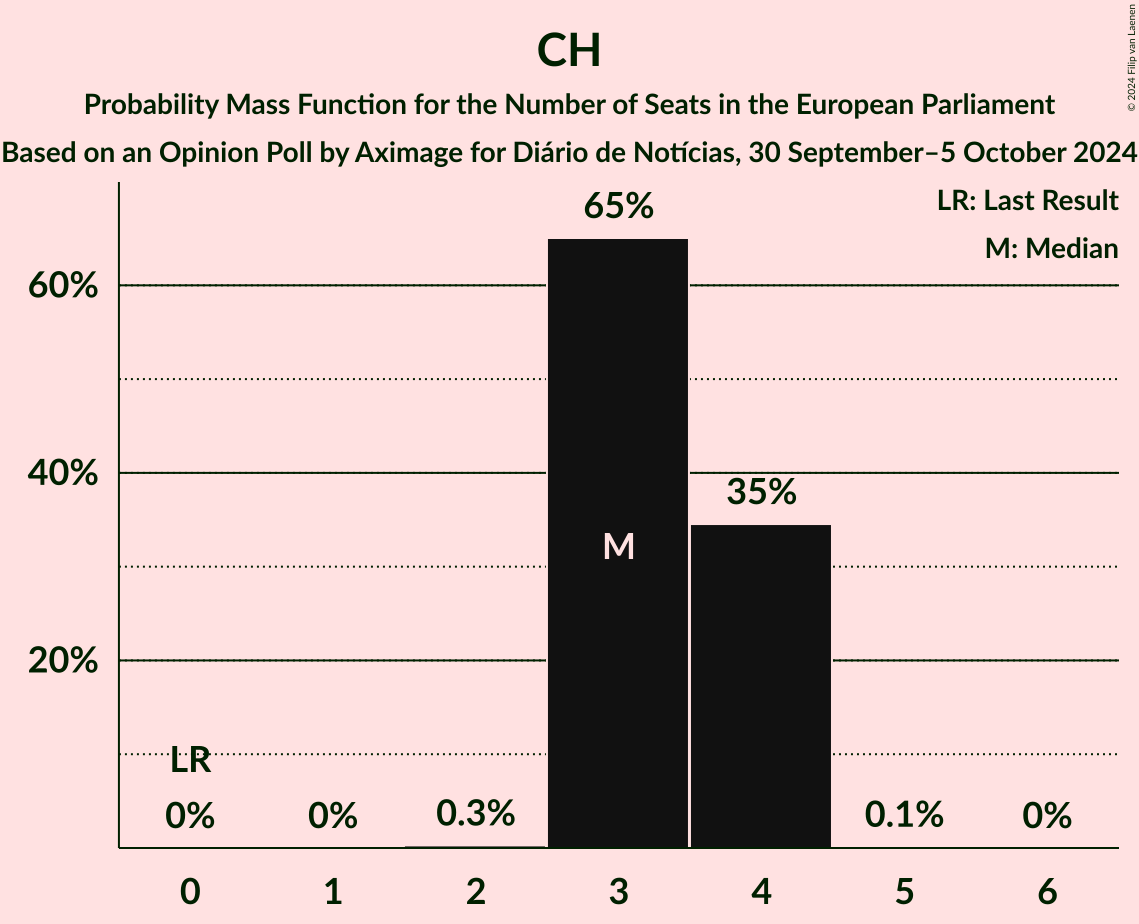 CH
Probability Mass Function for the Number of Seats in the European Parliament
Based on an Opinion Poll by Aximage for Diário de Notícias, 30 September–5 October 2024
© 2024 Filip van Laenen
LR: Last Result
M: Median
65%
60%
40%
35%
M
20%
LR
0%
0%
0.3%
0.1%
0%
0
1
2
3
4
5
6